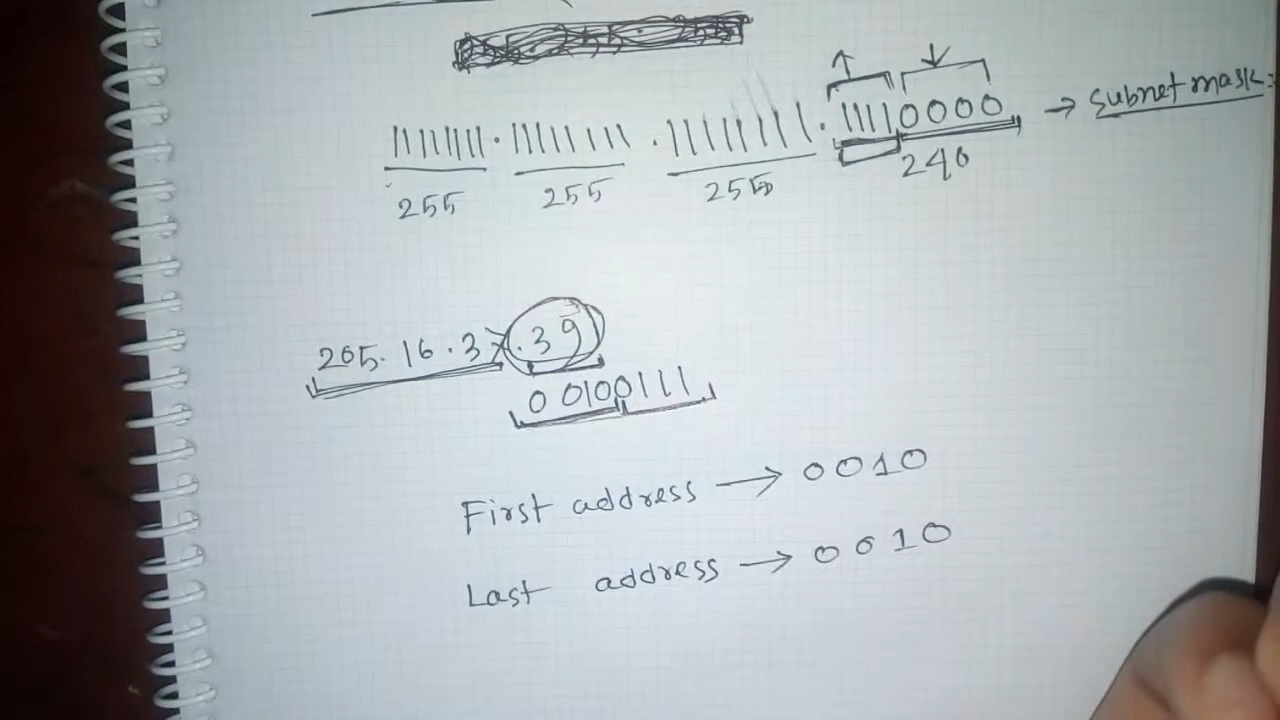 11111111.11111111.11111111.11110000 → subnet mask:
255 255 255 240
205.16.37.39
00100111
First address → 0010
Last address → 0010